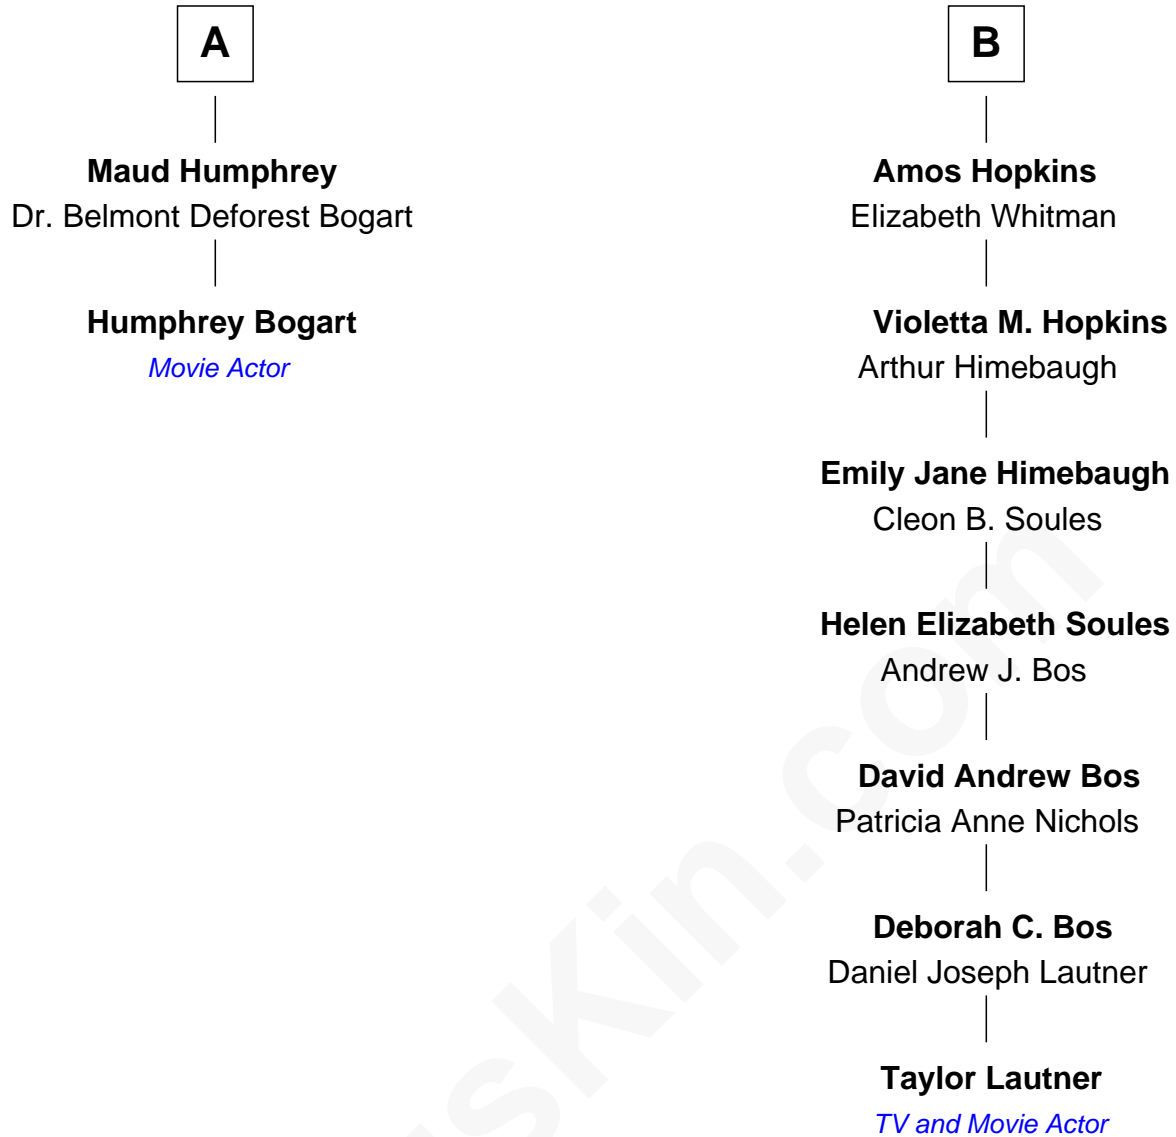 A
Maud Humphrey
Dr. Belmont Deforest Bogart
Humphrey Bogart
Movie Actor
B
Amos Hopkins
Elizabeth Whitman
Violetta M. Hopkins
Arthur Himebaugh
Emily Jane Himebaugh
Cleon B. Soules
Helen Elizabeth Soules
Andrew J. Bos
David Andrew Bos
Patricia Anne Nichols
Deborah C. Bos
Daniel Joseph Lautner
Taylor Lautner
TV and Movie Actor
sKin.com